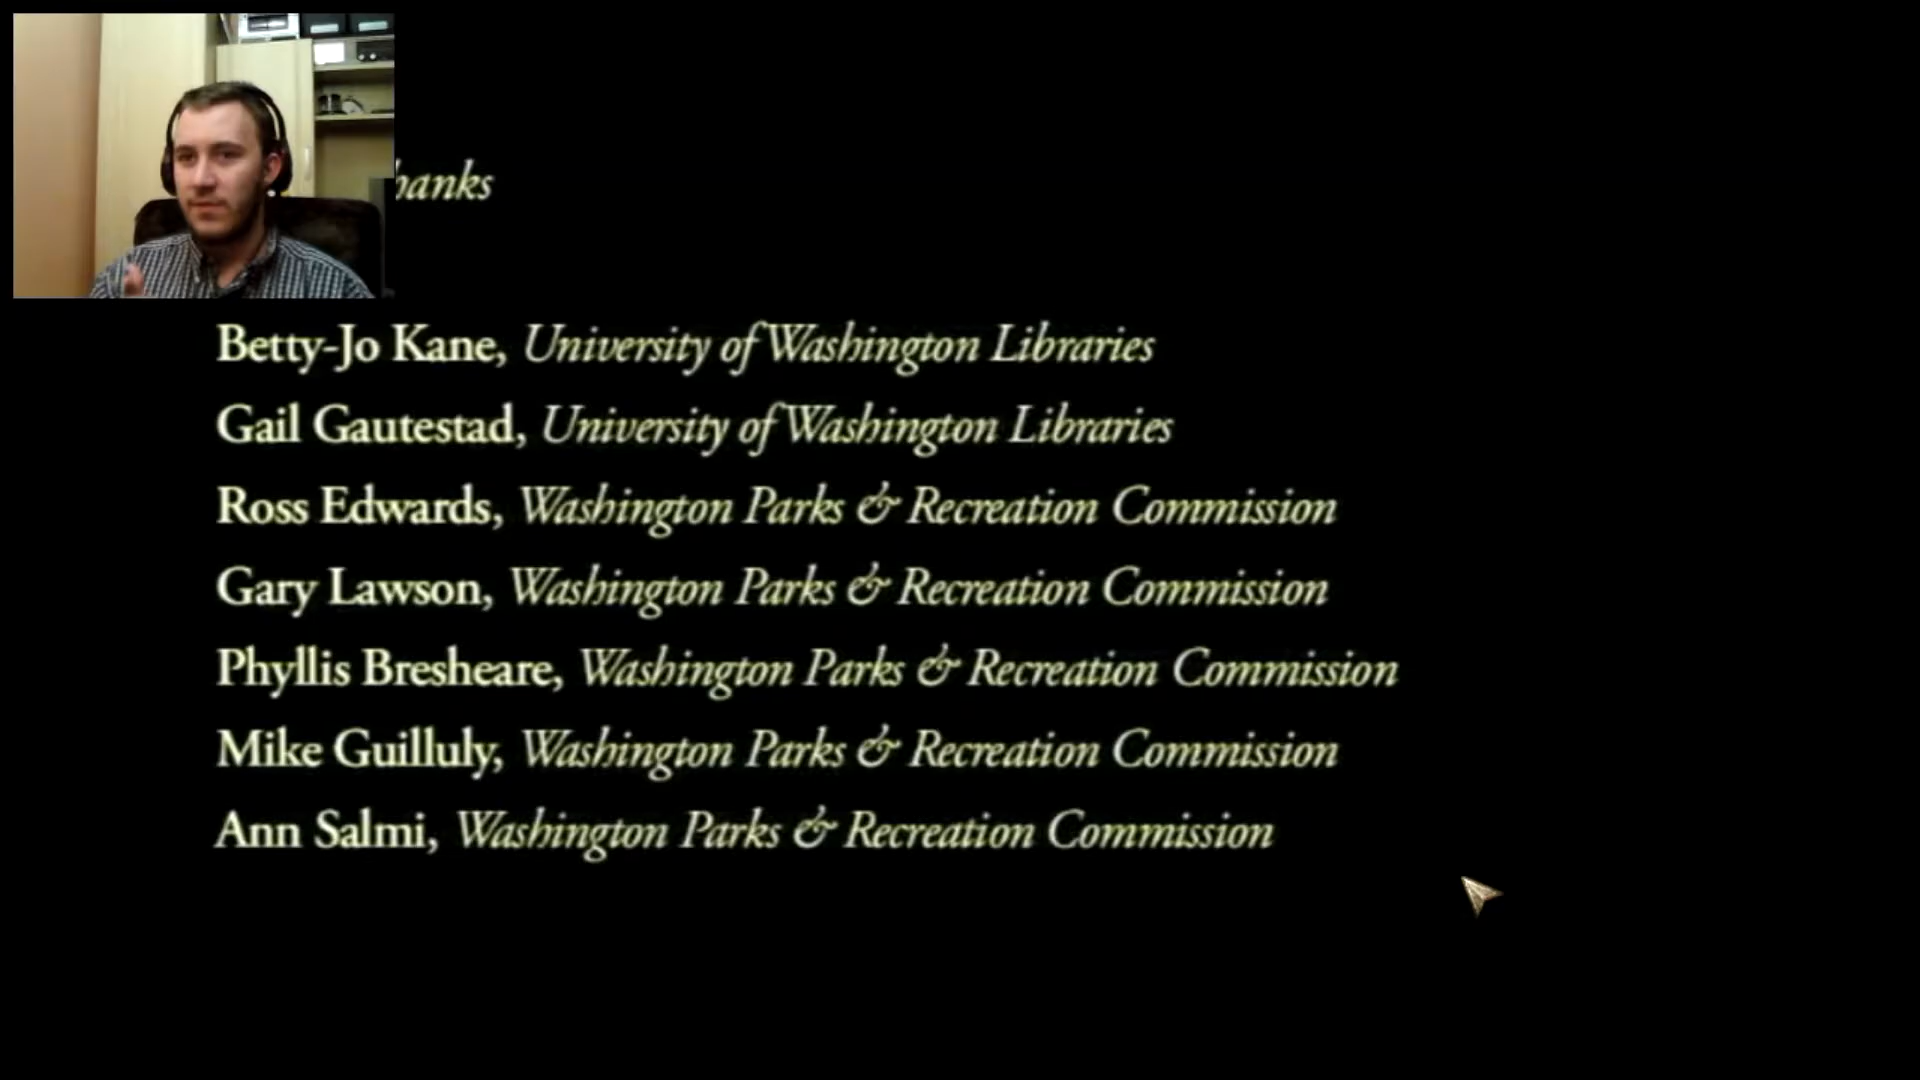 hanks
Betty-Jo Kane, University of Washington Libraries
Gail Gautestad, University of Washington Libraries
Ross Edwards, Washington Parks & Recreation Commission
Gary Lawson, Washington Parks & Recreation Commission
Phyllis Bresheare, Washington Parks & Recreation Commission
Mike Guilluly, Washington Parks & Recreation Commission
Ann Salmi, Washington Parks & Recreation Commission